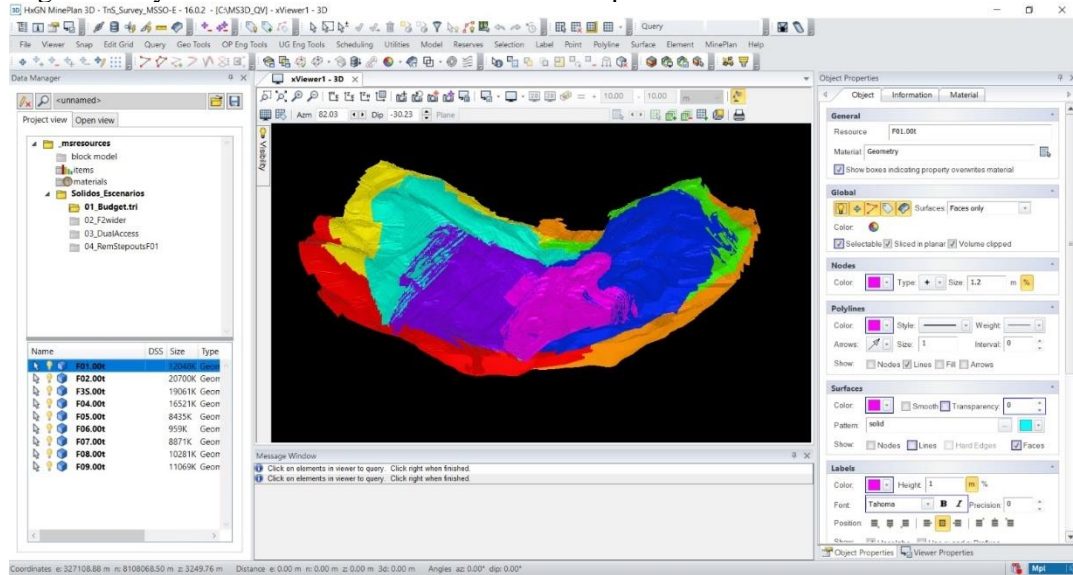 HxGN MinePlan 3D - TnS_Survey_MSSO-E - 16.0.2 - [C:\MS3D_QV] - xViewer1 - 3D
Query
File Viewer Snap Edit Grid Query Geo Tools OP Eng Tools UG Eng Tools Scheduling Utilities Model Reserves Selection Label Point Polyline Surface Element MinePlan Help
Data Manager
<unnamed>
Project view Open view
_msresources
block model
items
materials
Solidos_Escenarios
01_Budget.tri
02_F2wider
03_DualAccess
04_RemStepoutsF01
Name DSS Size Type
F01.00t 12040K Geom
F02.00t 20700K Geom
F3S.00t 19061K Geom
F04.00t 16521K Geom
F05.00t 8435K Geom
F06.00t 959K Geom
F07.00t 8871K Geom
F08.00t 10281K Geom
F09.00t 11069K Geom
xViewer1 - 3D
10.00 10.00 m
Azm 82.03 Dip -30.23 Plane
Visibility
Message Window
Click on elements in viewer to query. Click right when finished.
Click on elements in viewer to query. Click right when finished.
Object Properties
Object Information Material
General
Resource F01.00t
Material Geometry
Show boxes indicating property overwrites material
Global
Surfaces: Faces only
Color:
Selectable Sliced in planar Volume clipped
Nodes
Color: Type: Size: 1.2 m %
Polylines
Color: Style: Weight:
Arrows: Size: 1 Interval: 0
Show: Nodes Lines Fill Arrows
Surfaces
Color: Smooth Transparency: 0
Pattern: solid
Show: Nodes Lines Hard Edges Faces
Labels
Color: Height: 1 m %
Font: Tahoma B I Precision: 0
Position:
Object Properties Viewer Properties
Coordinates e: 327108.88 m n: 8108068.50 m z: 3249.76 m Distance e: 0.00 m n: 0.00 m z: 0.00 m 3d: 0.00 m Angles az: 0.00° dip: 0.00°
Mpl